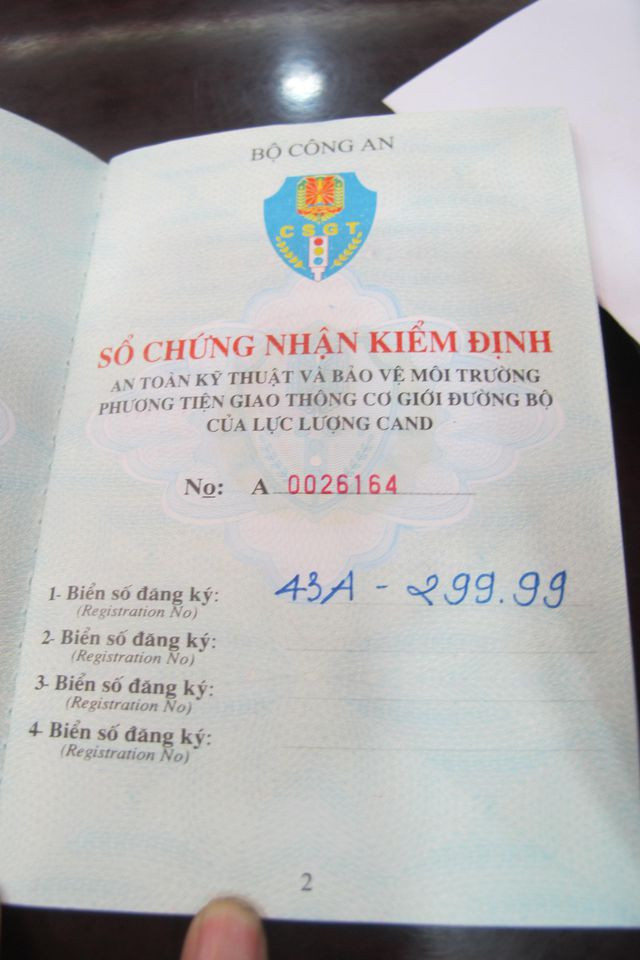 BỘ CÔNG AN
CSGT
SỔ CHỨNG NHẬN KIỂM ĐỊNH
AN TOÀN KỸ THUẬT VÀ BẢO VỆ MÔI TRƯỜNG
PHƯƠNG TIỆN GIAO THÔNG CƠ GIỚI ĐƯỜNG BỘ
CỦA LỰC LƯỢNG CAND
No: A 0026164
1- Biển số đăng ký: 43A - 299.99
(Registration No)
2- Biển số đăng ký:
(Registration No)
3- Biển số đăng ký:
(Registration No)
4- Biển số đăng ký:
(Registration No)
2